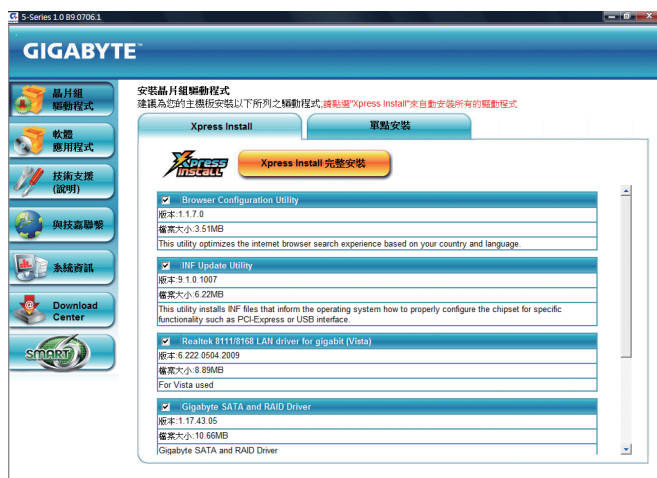 5-Series 1.0 B9.0706.1
GIGABYTE™
晶片組
驅動程式
軟體
應用程式
技術支援
(說明)
與技嘉聯繫
系統資訊
Download
Center
SMART6
安裝晶片組驅動程式
建議為您的主機板安裝以下所列之驅動程式,請點選"Xpress Install"來自動安裝所有的驅動程式
Xpress Install
單點安裝
Xpress Install
Xpress Install 完整安裝
Browser Configuration Utility
版本:1.1.7.0
檔案大小:3.51MB
This utility optimizes the internet browser search experience based on your country and language.
INF Update Utility
版本:9.1.0.1007
檔案大小:6.22MB
This utility installs INF files that inform the operating system how to properly configure the chipset for specific
functionality such as PCI-Express or USB interface.
Realtek 8111/8168 LAN driver for gigabit (Vista)
版本:6.222.0504.2009
檔案大小:8.89MB
For Vista used
Gigabyte SATA and RAID Driver
版本:1.17.43.05
檔案大小:10.66MB
Gigabyte SATA and RAID Driver